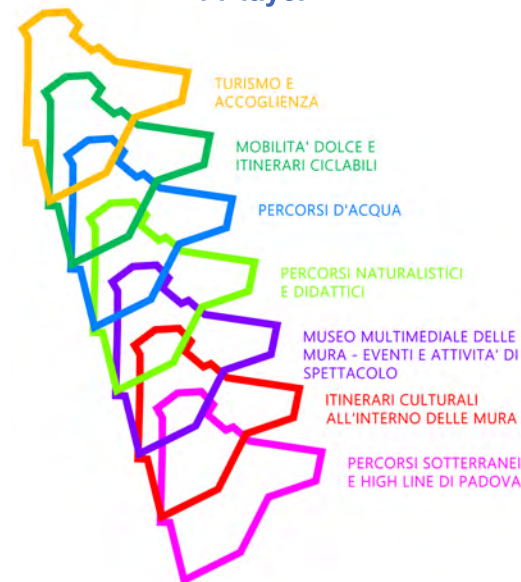 TURISMO E
ACCOGLIENZA
MOBILITA' DOLCE E
ITINERARI CICLABILI
PERCORSI D'ACQUA
PERCORSI NATURALISTICI
E DIDATTICI
MUSEO MULTIMEDIALE DELLE
MURA - EVENTI E ATTIVITA' DI
SPETTACOLO
ITINERARI CULTURALI
ALL'INTERNO DELLE MURA
PERCORSI SOTTERRANEI
E HIGH LINE DI PADOVA